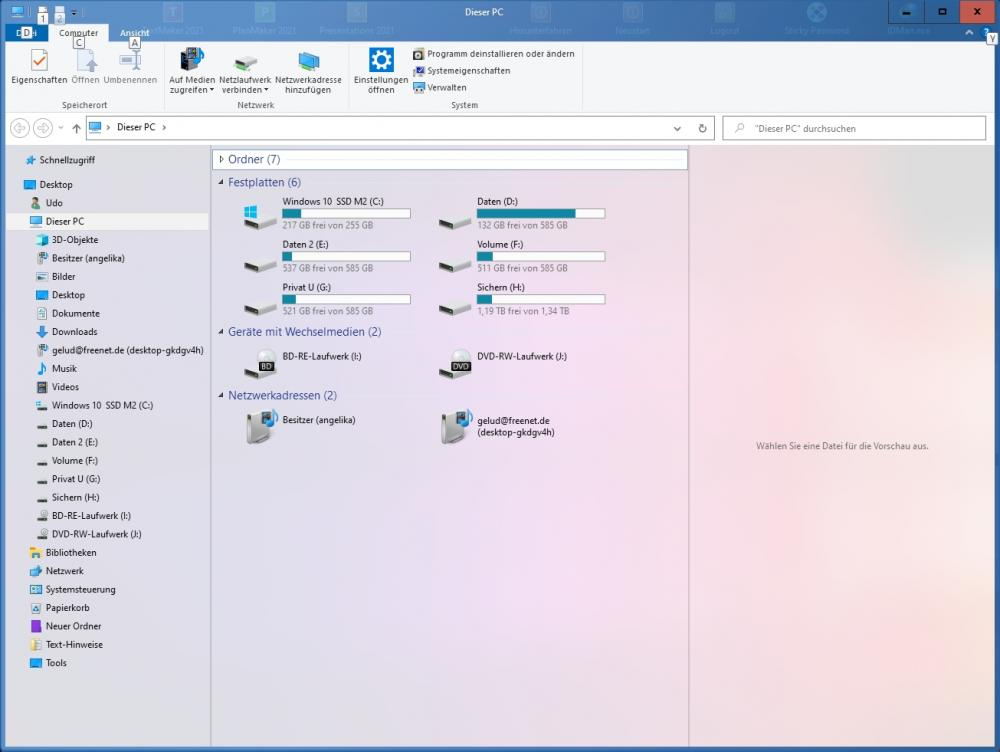 Dieser PC
1
2
TextMaker 2021
PlanMaker 2021
Presentations 2021
Herunterfahren
Neustart
Logout
Sticky Password
IDMan.exe
D
Computer
Ansicht
C
A
Y
Eigenschaften
Öffnen
Umbenennen
Speicherort
Auf Medien zugreifen
Netzlaufwerk verbinden
Netzwerkadresse hinzufügen
Netzwerk
Einstellungen öffnen
Programm deinstallieren oder ändern
Systemeigenschaften
Verwalten
System
Dieser PC
"Dieser PC" durchsuchen
Schnellzugriff
Desktop
Udo
Dieser PC
3D-Objekte
Besitzer (angelika)
Bilder
Desktop
Dokumente
Downloads
gelud@freenet.de (desktop-gkdgv4h)
Musik
Videos
Windows 10 SSD M2 (C:)
Daten (D:)
Daten 2 (E:)
Volume (F:)
Privat U (G:)
Sichern (H:)
BD-RE-Laufwerk (I:)
DVD-RW-Laufwerk (J:)
Bibliotheken
Netzwerk
Systemsteuerung
Papierkorb
Neuer Ordner
Text-Hinweise
Tools
Ordner (7)
Festplatten (6)
Windows 10 SSD M2 (C:)
217 GB frei von 255 GB
Daten (D:)
132 GB frei von 585 GB
Daten 2 (E:)
537 GB frei von 585 GB
Volume (F:)
511 GB frei von 585 GB
Privat U (G:)
521 GB frei von 585 GB
Sichern (H:)
1,19 TB frei von 1,34 TB
Geräte mit Wechselmedien (2)
BD
BD-RE-Laufwerk (I:)
DVD
DVD-RW-Laufwerk (J:)
Netzwerkadressen (2)
Besitzer (angelika)
gelud@freenet.de
(desktop-gkdgv4h)
Wählen Sie eine Datei für die Vorschau aus.